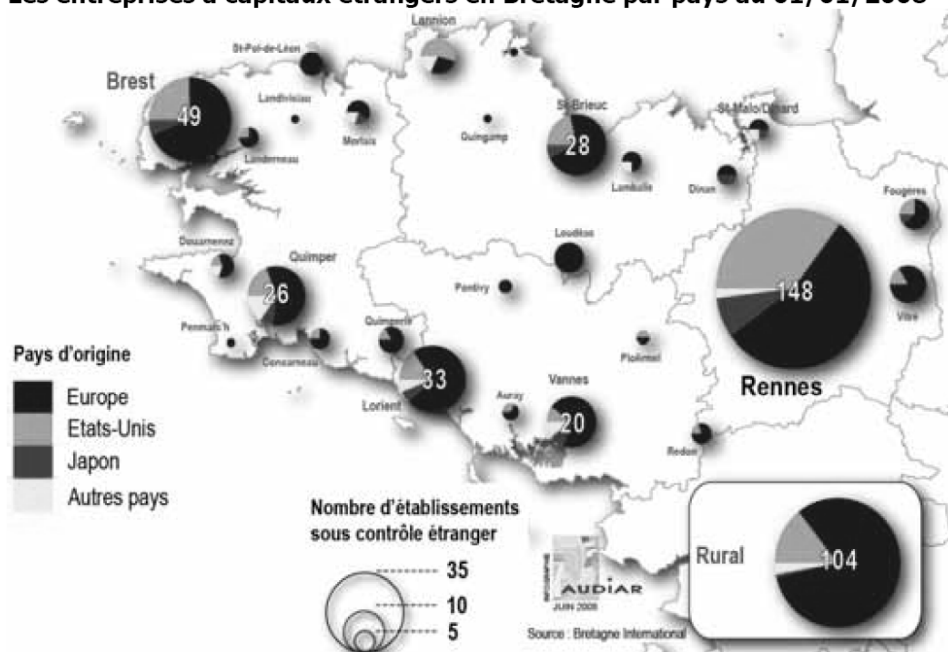 Les entreprises à capitaux étrangers en Bretagne par pays au 01/01/2008
Lannion
St-Pol-de-Léon
Brest
49
Landivisiau
Morlaix
Landerneau
Guingamp
St-Brieuc
28
St-Malo/Dinard
Lamballe
Dinan
Fougères
Douarnenez
Quimper
26
Loudéac
Pontivy
148
Vitré
Rennes
Penmarc'h
Concarneau
Quimperlé
Ploërmel
33
Lorient
Auray
Vannes
20
Redon
Pays d'origine
Europe
Etats-Unis
Japon
Autres pays
Nombre d'établissements
sous contrôle étranger
35
10
5
AUDIAR
JUIN 2008
Source : Bretagne International
Rural
104